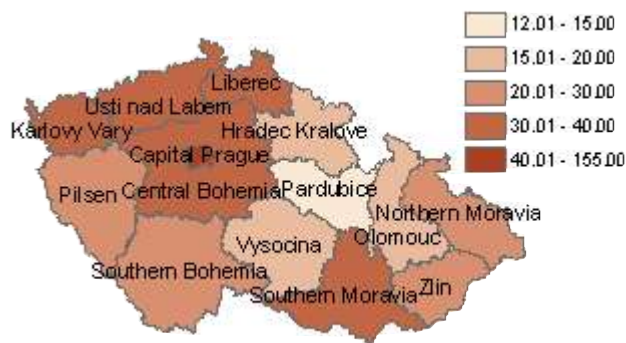 12.01 - 15.00
15.01 - 20.00
20.01 - 30.00
30.01 - 40.00
40.01 - 155.00
Liberec
Usti nad Labem
Karlovy Vary
Hradec Kralove
Capital Prague
Pilsen
Central Bohemia
Pardubice
Northern Moravia
Olomouc
Vysocina
Southern Bohemia
Zlin
Southern Moravia